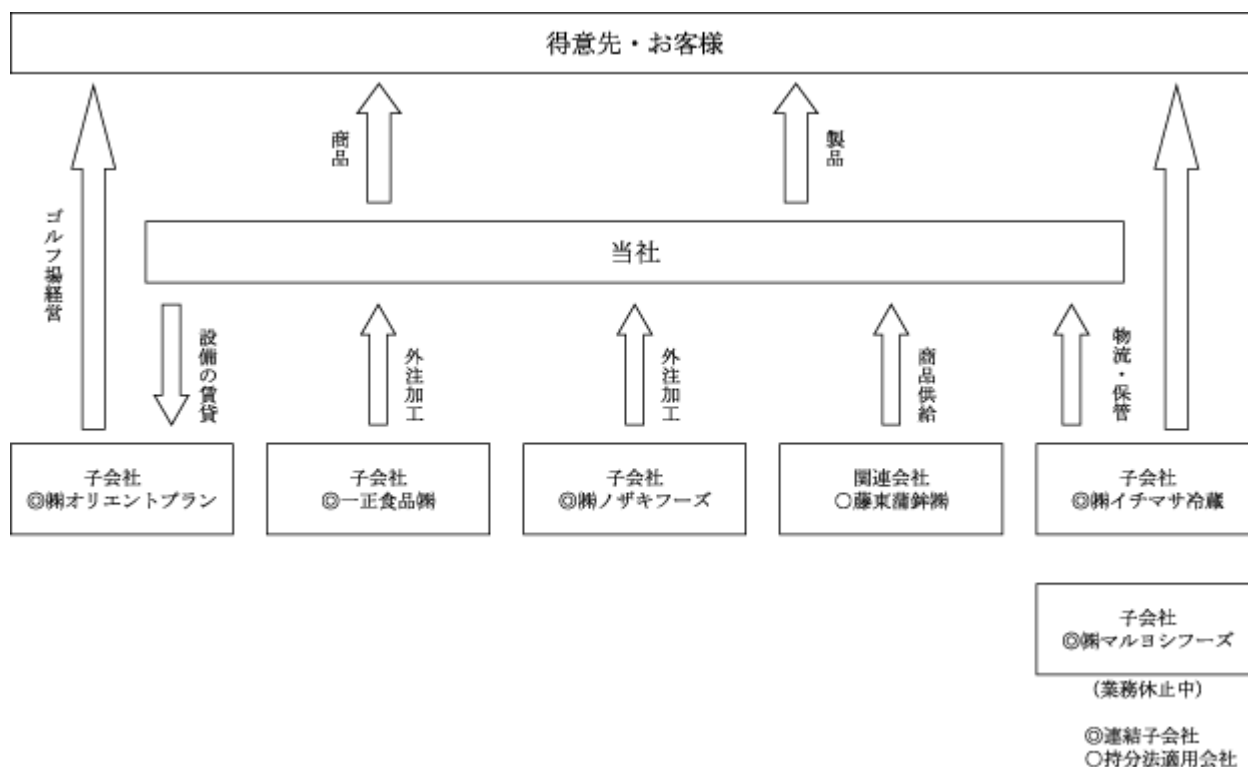 得意先・お客様
商品
製品
ゴルフ場経営
当社
設備の賃貸
外注加工
外注加工
商品供給
物流・保管
子会社
◎㈱オリエントプラン
子会社
◎一正食品㈱
子会社
◎㈱ノザキフーズ
関連会社
○藤東蒲鉾㈱
子会社
◎㈱イチマサ冷蔵
子会社
◎㈱マルヨシフーズ
(業務休止中)
◎連結子会社
○持分法適用会社